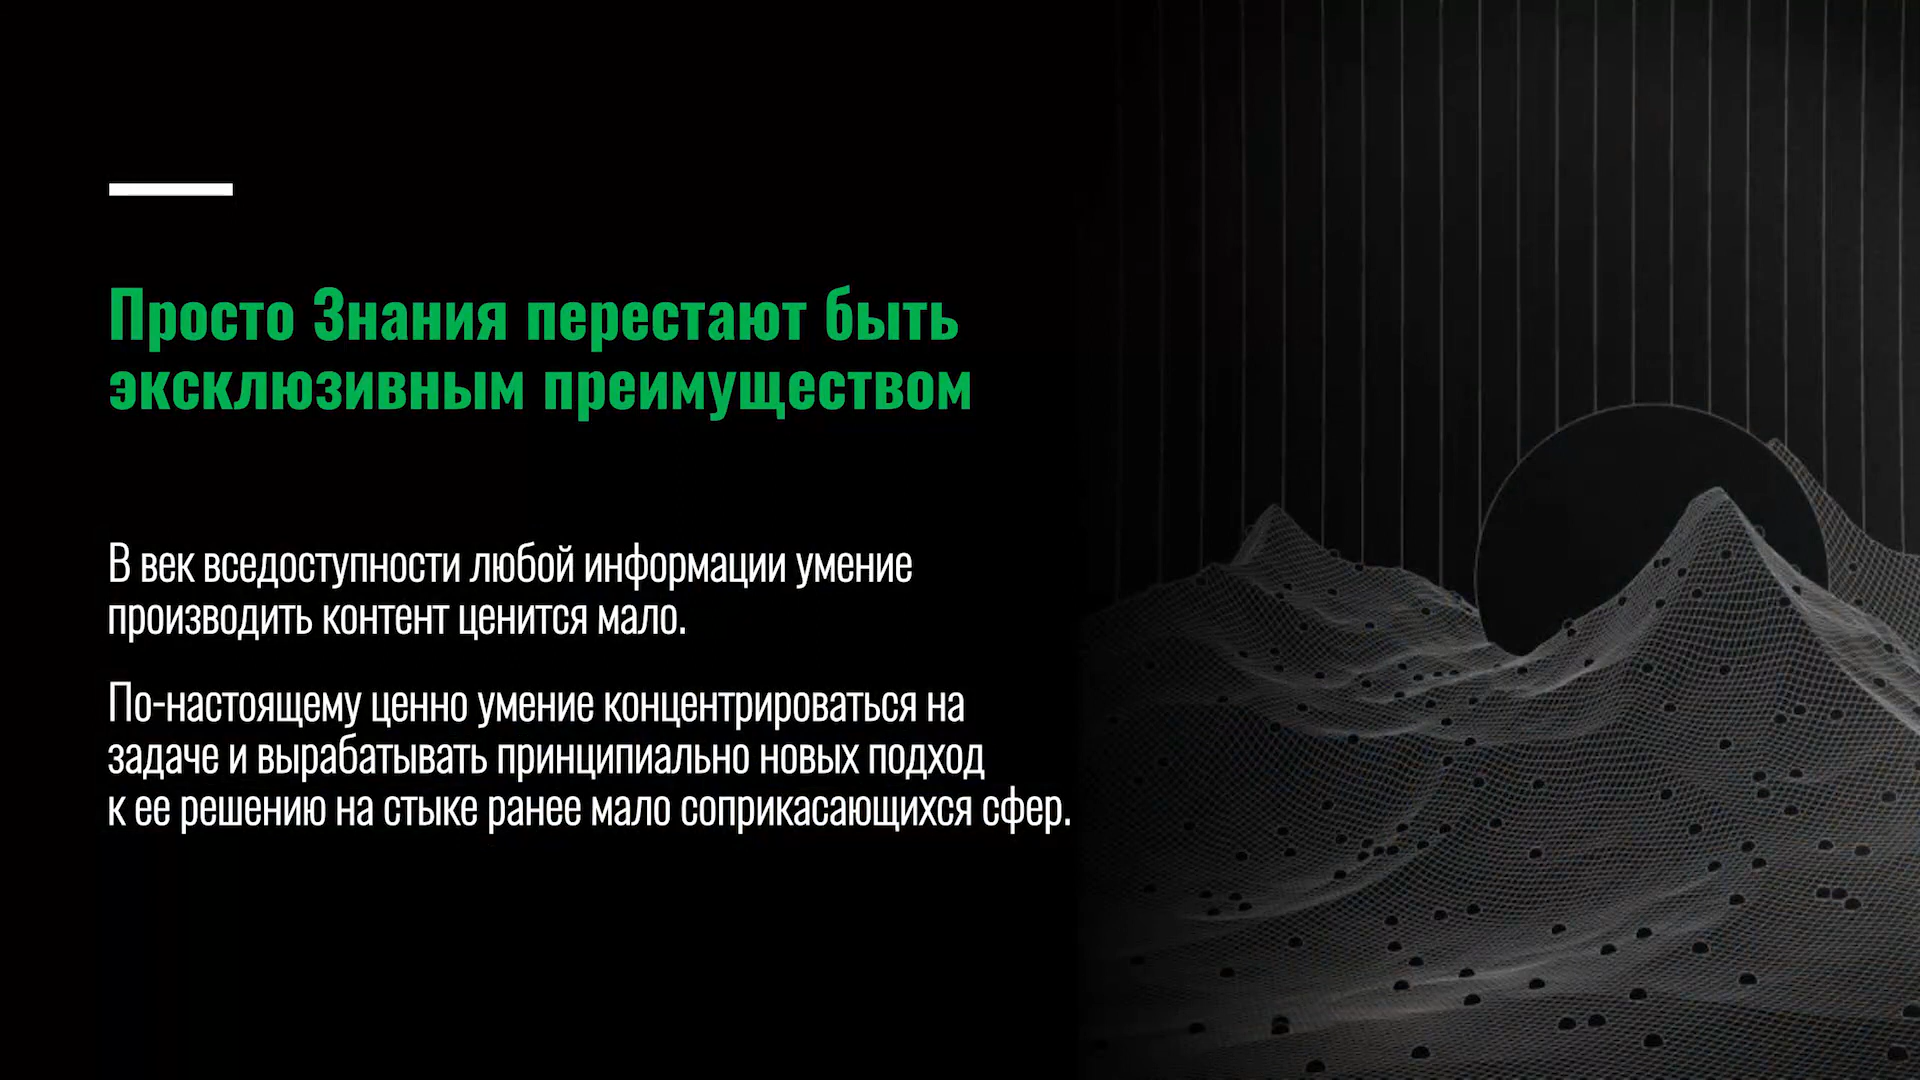 Просто Знания перестают быть
эксклюзивным преимуществом
В век вседоступности любой информации умение
производить контент ценится мало.
По-настоящему ценно умение концентрироваться на
задаче и вырабатывать принципиально новых подход
к ее решению на стыке ранее мало соприкасающихся сфер.